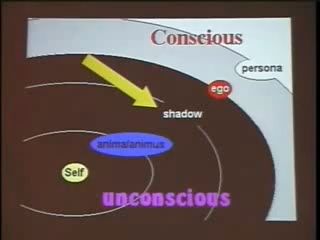 Conscious
persona
ego
shadow
anima/animus
Self
unconscious